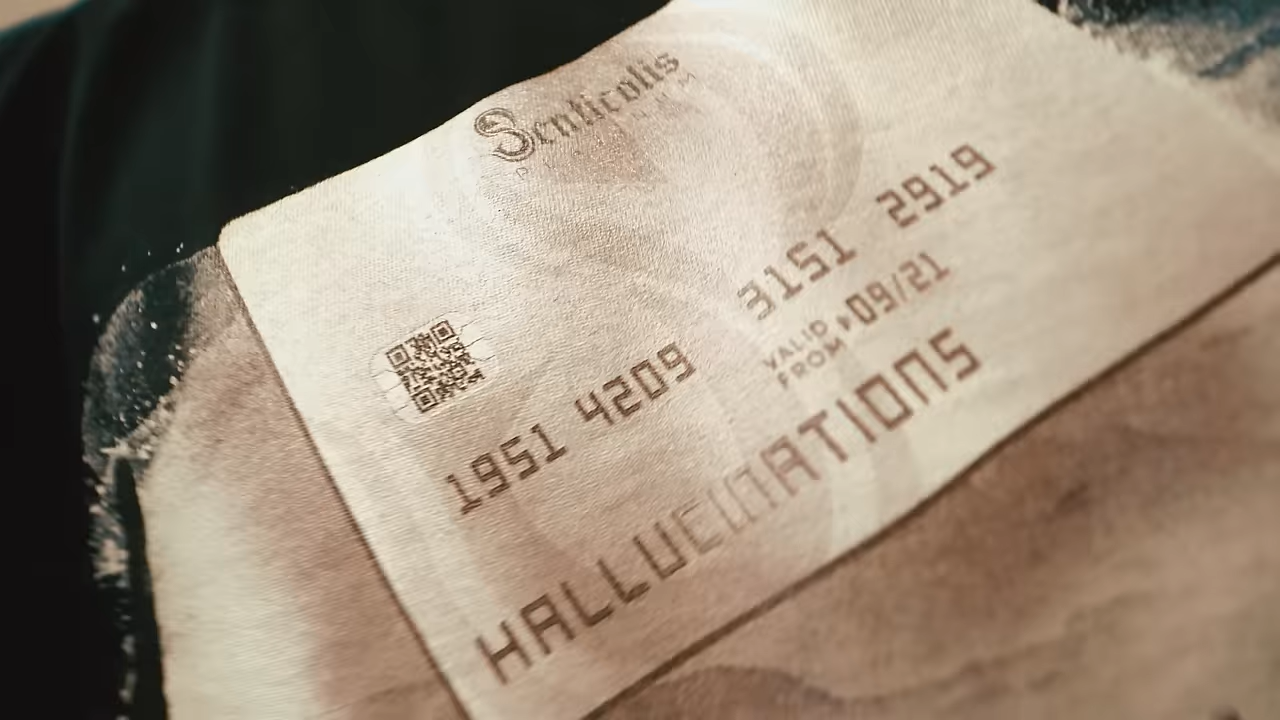 Senticolis
1951 4209 3151 2919
VALID
FROM
09/21
HALLUCINATIONS